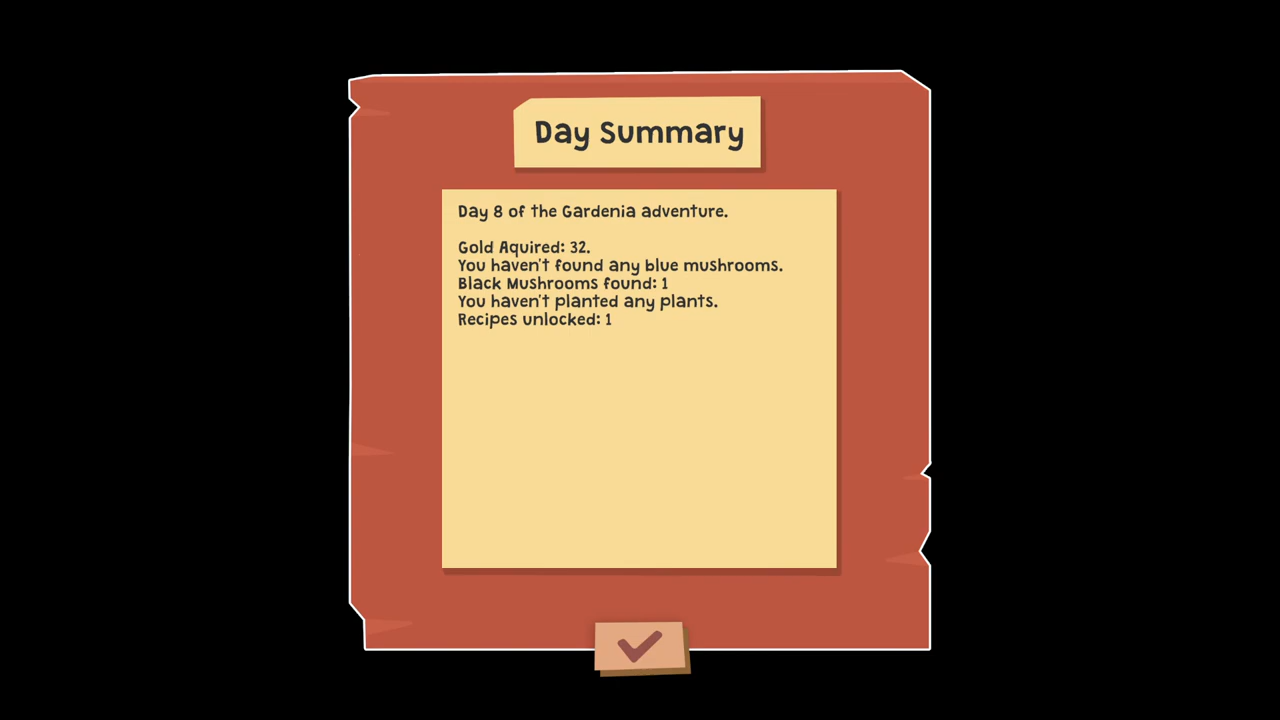 Day Summary
Day 8 of the Gardenia adventure.
Gold Aquired: 32.
You haven't found any blue mushrooms.
Black Mushrooms found: 1
You haven't planted any plants.
Recipes unlocked: 1